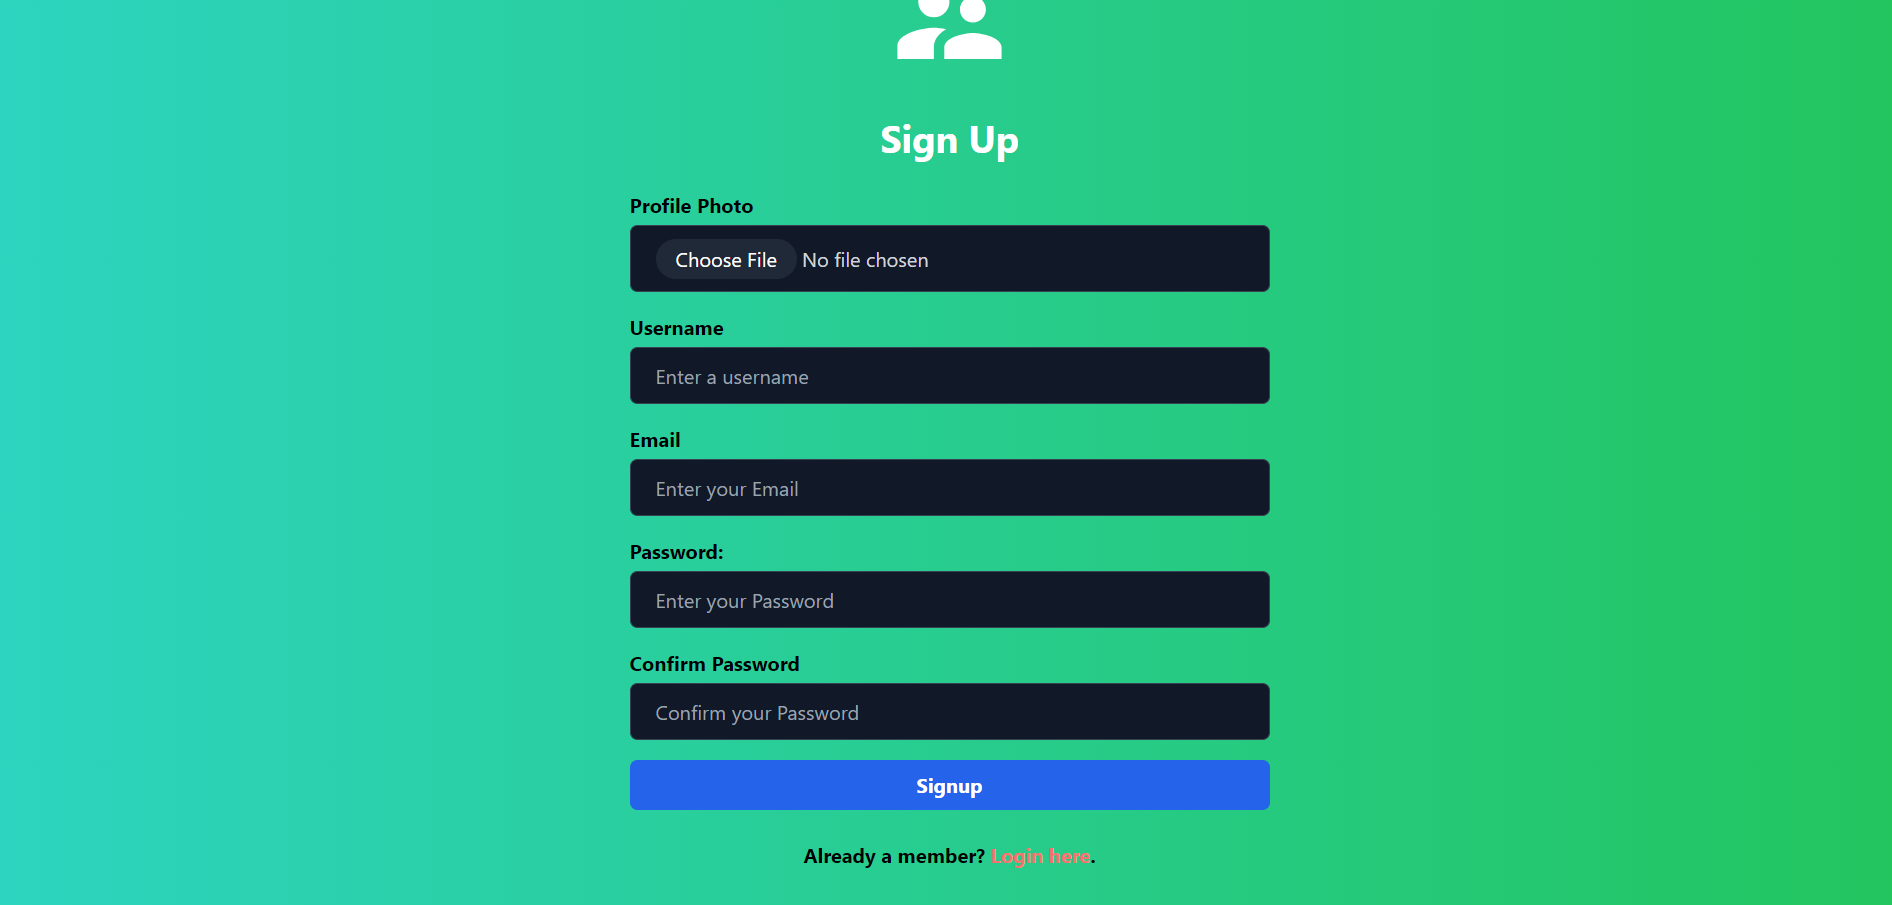 Sign Up
Profile Photo
Choose File No file chosen
Username
Enter a username
Email
Enter your Email
Password:
Enter your Password
Confirm Password
Confirm your Password
Signup
Already a member? Login here.